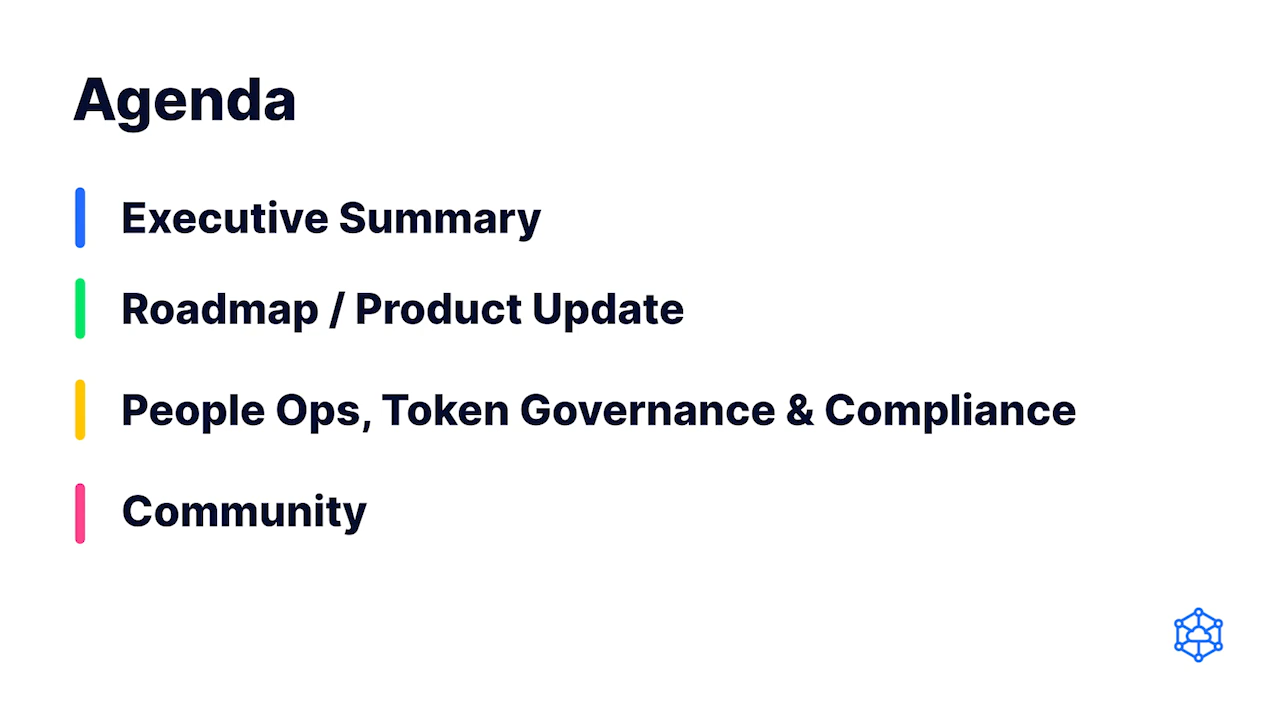 Agenda
Executive Summary
Roadmap / Product Update
People Ops, Token Governance & Compliance
Community